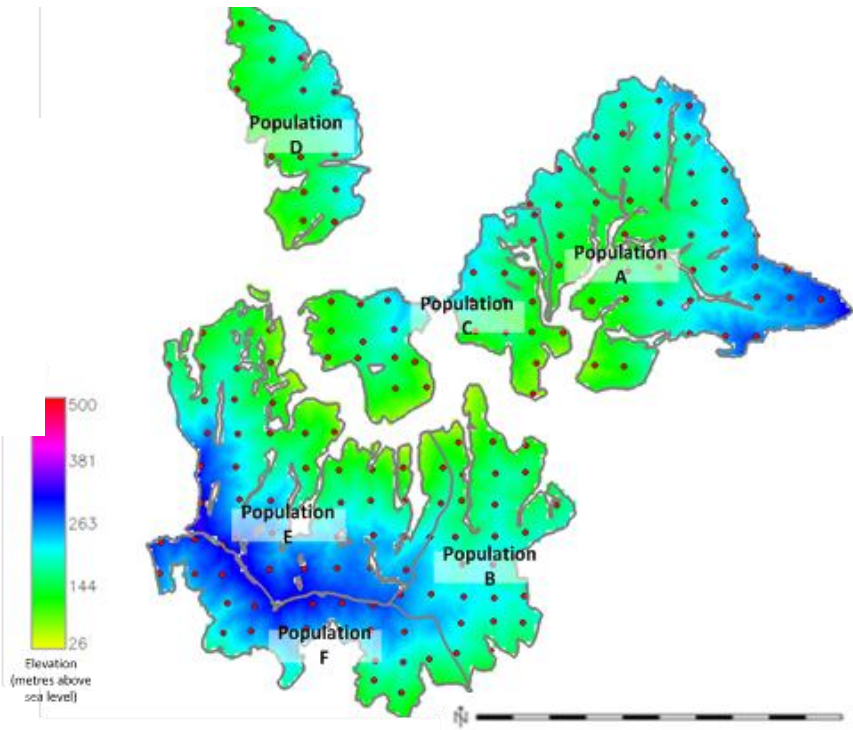 Population
D
Population
A
Population
C
500
381
263
144
26
Elevation
(metres above
sea level)
Population
E
Population
B
Population
F
N